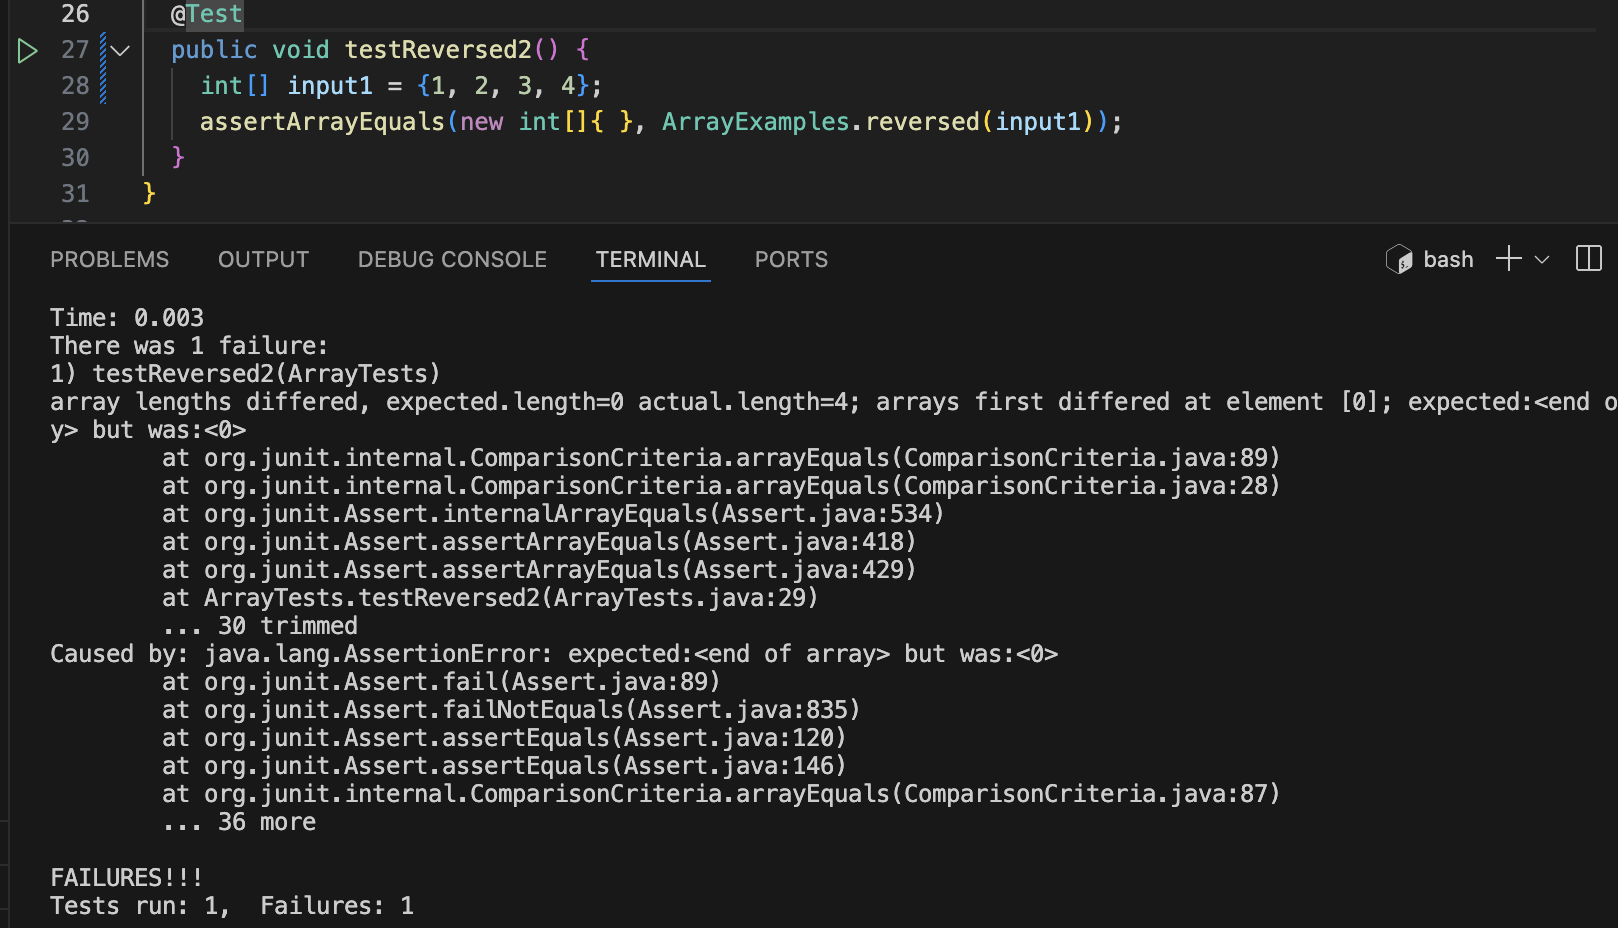 26 @Test
27 public void testReversed2() {
28 int[] input1 = {1, 2, 3, 4};
29 assertArrayEquals(new int[]{ }, ArrayExamples.reversed(input1));
30 }
31 }
PROBLEMS OUTPUT DEBUG CONSOLE TERMINAL PORTS bash
Time: 0.003
There was 1 failure:
1) testReversed2(ArrayTests)
array lengths differed, expected.length=0 actual.length=4; arrays first differed at element [0]; expected:<end o
y> but was:<0>
at org.junit.internal.ComparisonCriteria.arrayEquals(ComparisonCriteria.java:89)
at org.junit.internal.ComparisonCriteria.arrayEquals(ComparisonCriteria.java:28)
at org.junit.Assert.internalArrayEquals(Assert.java:534)
at org.junit.Assert.assertArrayEquals(Assert.java:418)
at org.junit.Assert.assertArrayEquals(Assert.java:429)
at ArrayTests.testReversed2(ArrayTests.java:29)
... 30 trimmed
Caused by: java.lang.AssertionError: expected:<end of array> but was:<0>
at org.junit.Assert.fail(Assert.java:89)
at org.junit.Assert.failNotEquals(Assert.java:835)
at org.junit.Assert.assertEquals(Assert.java:120)
at org.junit.Assert.assertEquals(Assert.java:146)
at org.junit.internal.ComparisonCriteria.arrayEquals(ComparisonCriteria.java:87)
... 36 more
FAILURES!!!
Tests run: 1,  Failures: 1